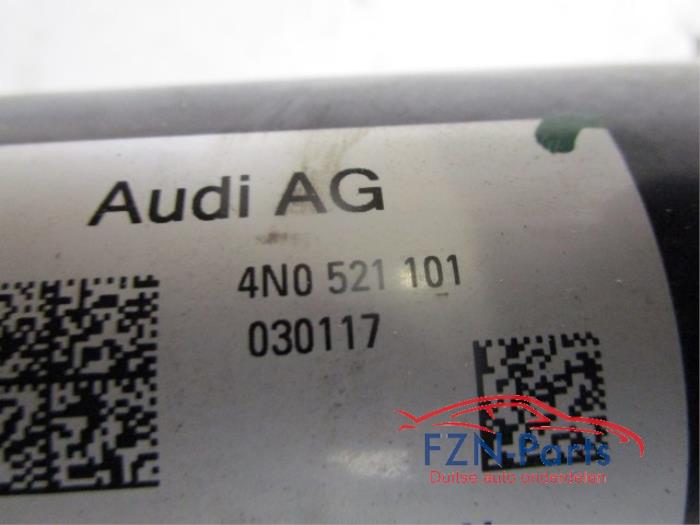 Audi AG
4N0 521 101
030117
FZN-Parts
Duitse auto onderdelen